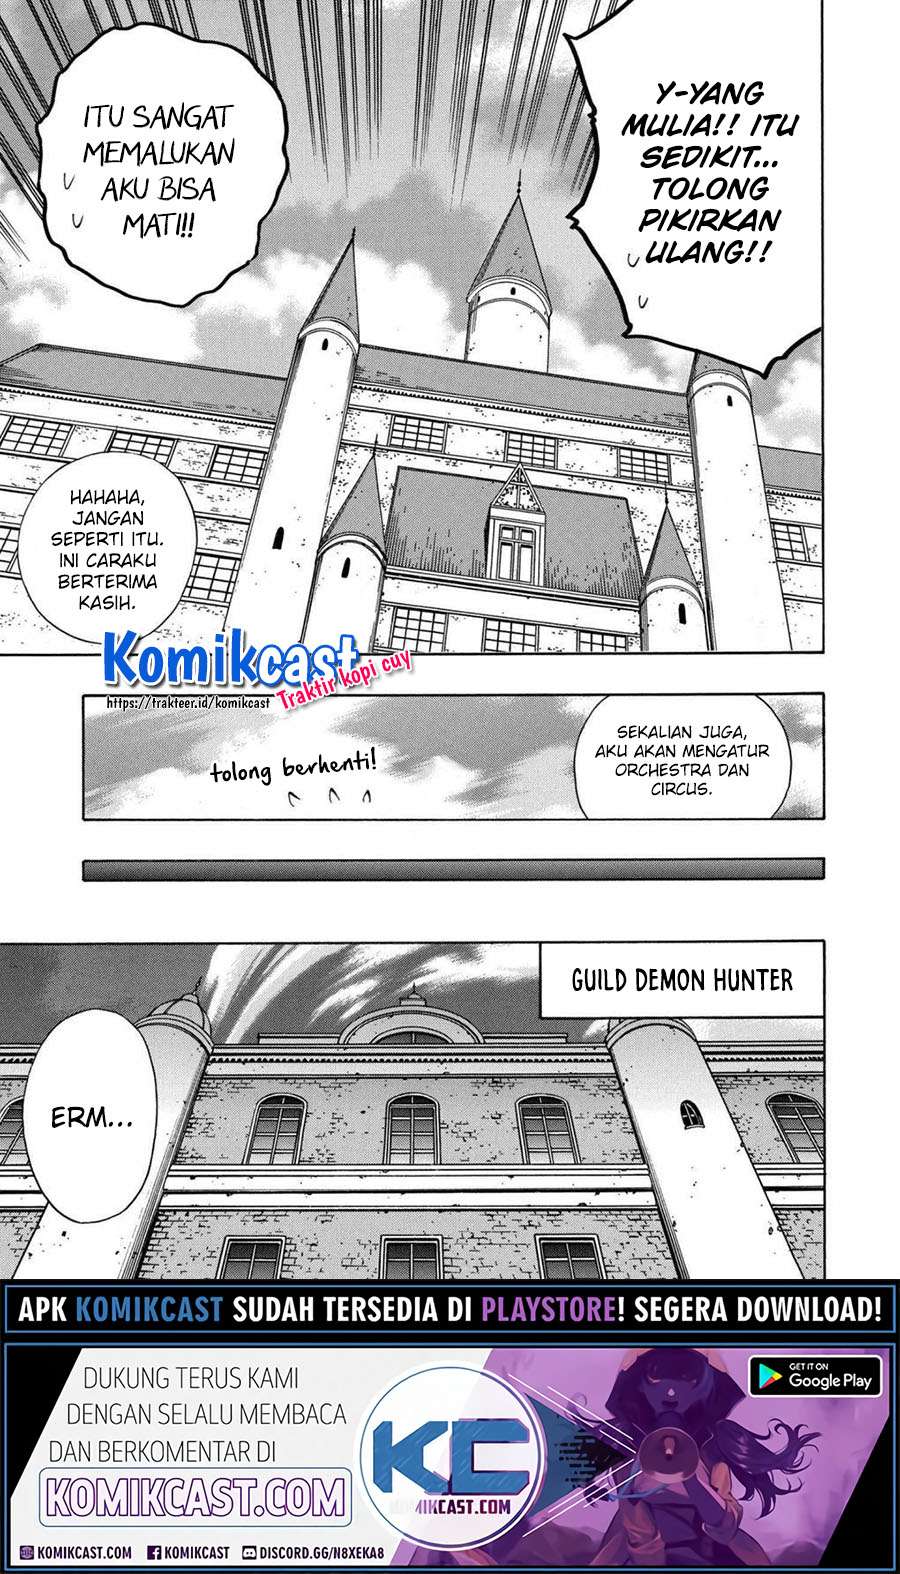 Y-YANG
MULIA!! ITU
SEDIKIT...
TOLONG
PIKIRKAN
ULANG!!
ITU SANGAT
MEMALUKAN
AKU BISA
MATI!!
HAHAHA,
JANGAN
SEPERTI ITU.
INI CARAKU
BERTERIMA
KASIH.
Komikcast
Traktir kopi cuy
https://trakteer.id/komikcast
SEKALIAN JUGA,
AKU AKAN MENGATUR
ORCHESTRA DAN
CIRCUS.
tolong berhenti!
GUILD DEMON HUNTER
ERM...
APK KOMIKCAST SUDAH TERSEDIA DI PLAYSTORE! SEGERA DOWNLOAD!
DUKUNG TERUS KAMI
DENGAN SELALU MEMBACA
DAN BERKOMENTAR DI
KOMIKCAST.COM
KOMIKCAST.COM KOMIKCAST DISCORD.GG/N8XEKA8
KC
KOMIKCAST.COM
GET IT ON
Google Play